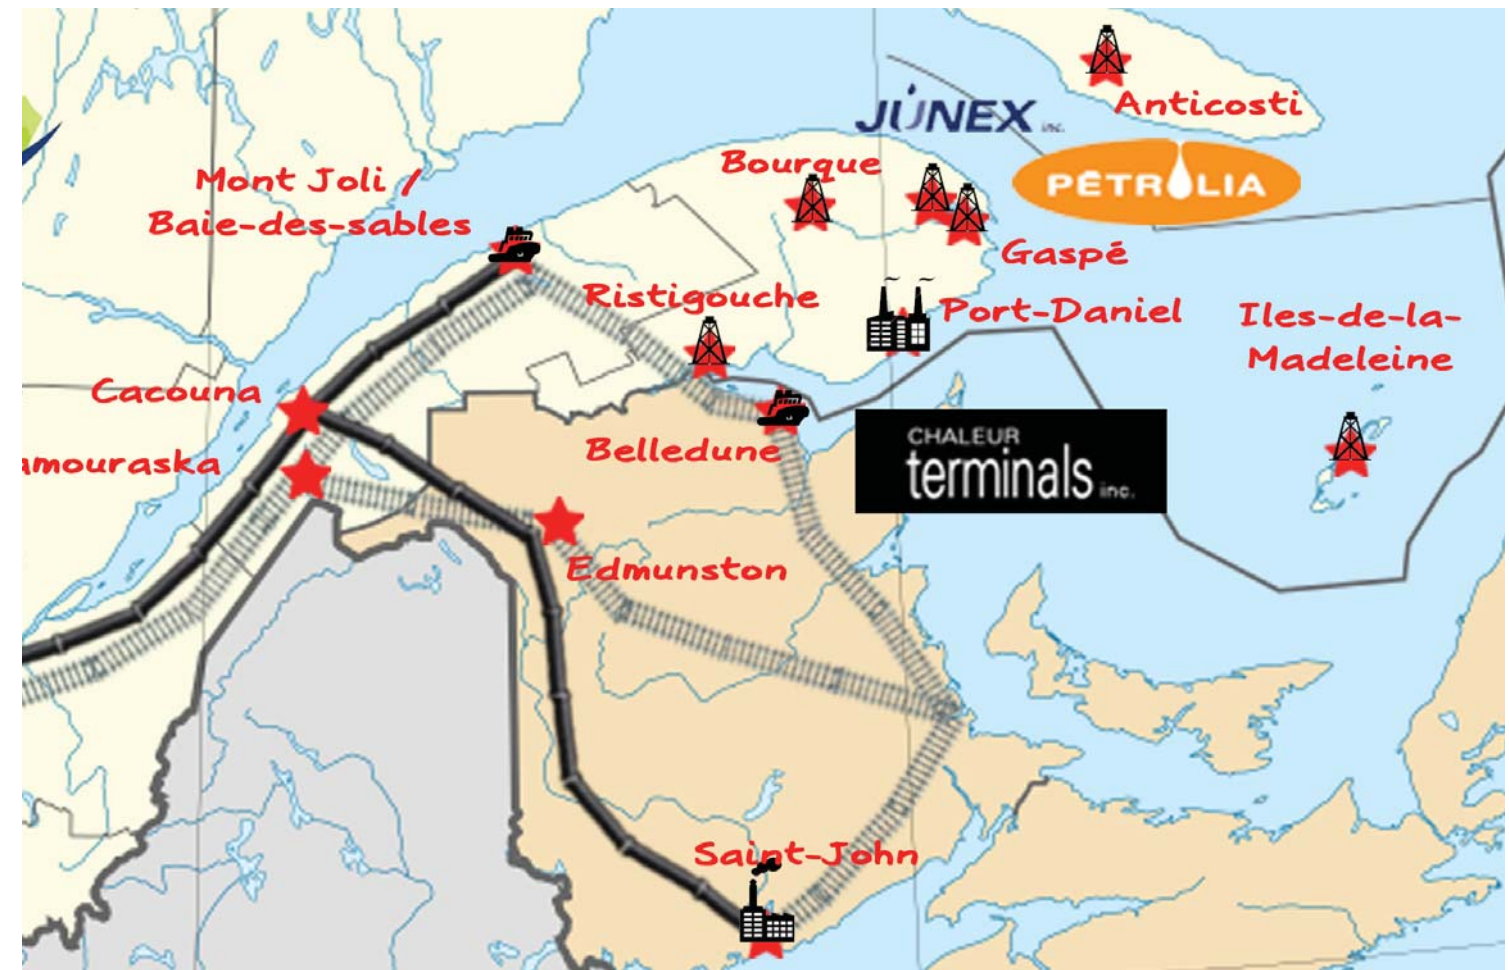 Anticosti
JUNEX inc.
PÉTROLIA
Bourque
Mont Joli /
Baie-des-sables
Gaspé
Ristigouche
Port-Daniel
Iles-de-la-
Madeleine
Cacouna
Belledune
CHALEUR
terminals inc.
amouraska
Edmunston
Saint-John